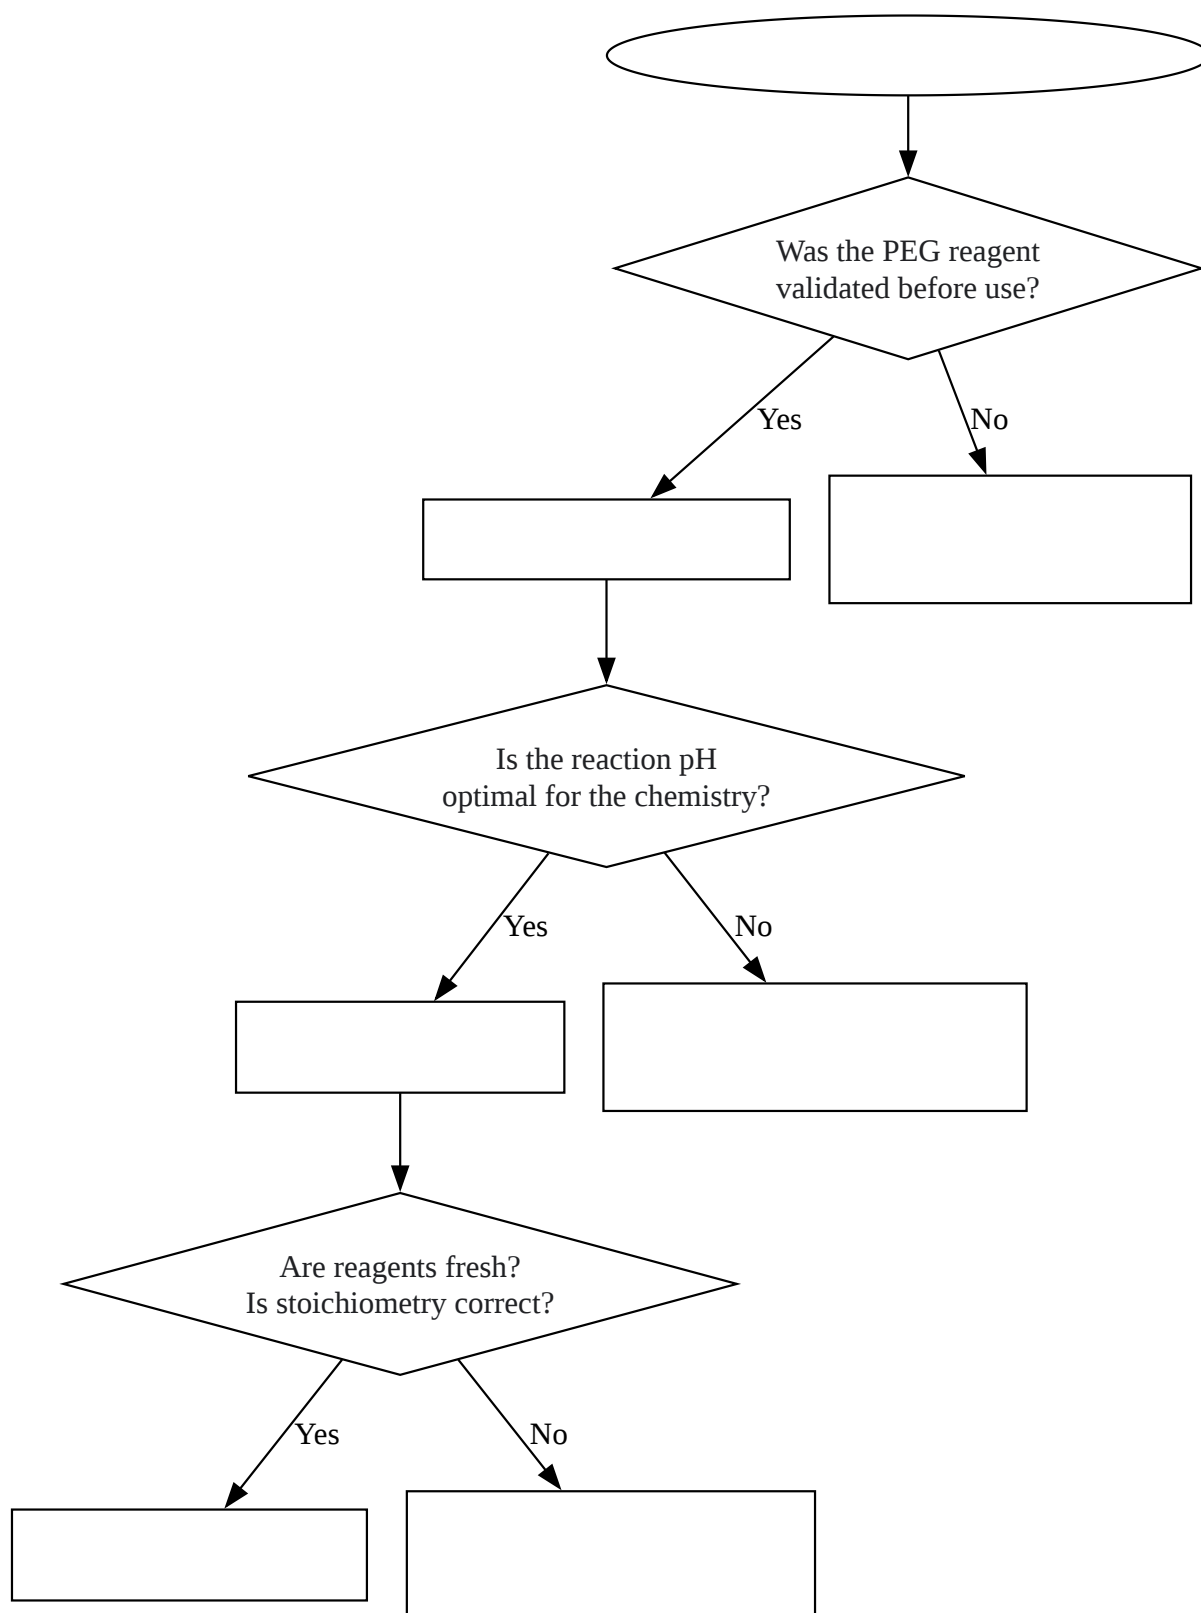 Was the PEG reagent
validated before use?
Yes
No
Is the reaction pH
optimal for the chemistry?
Yes
No
Are reagents fresh?
Is stoichiometry correct?
Yes
No